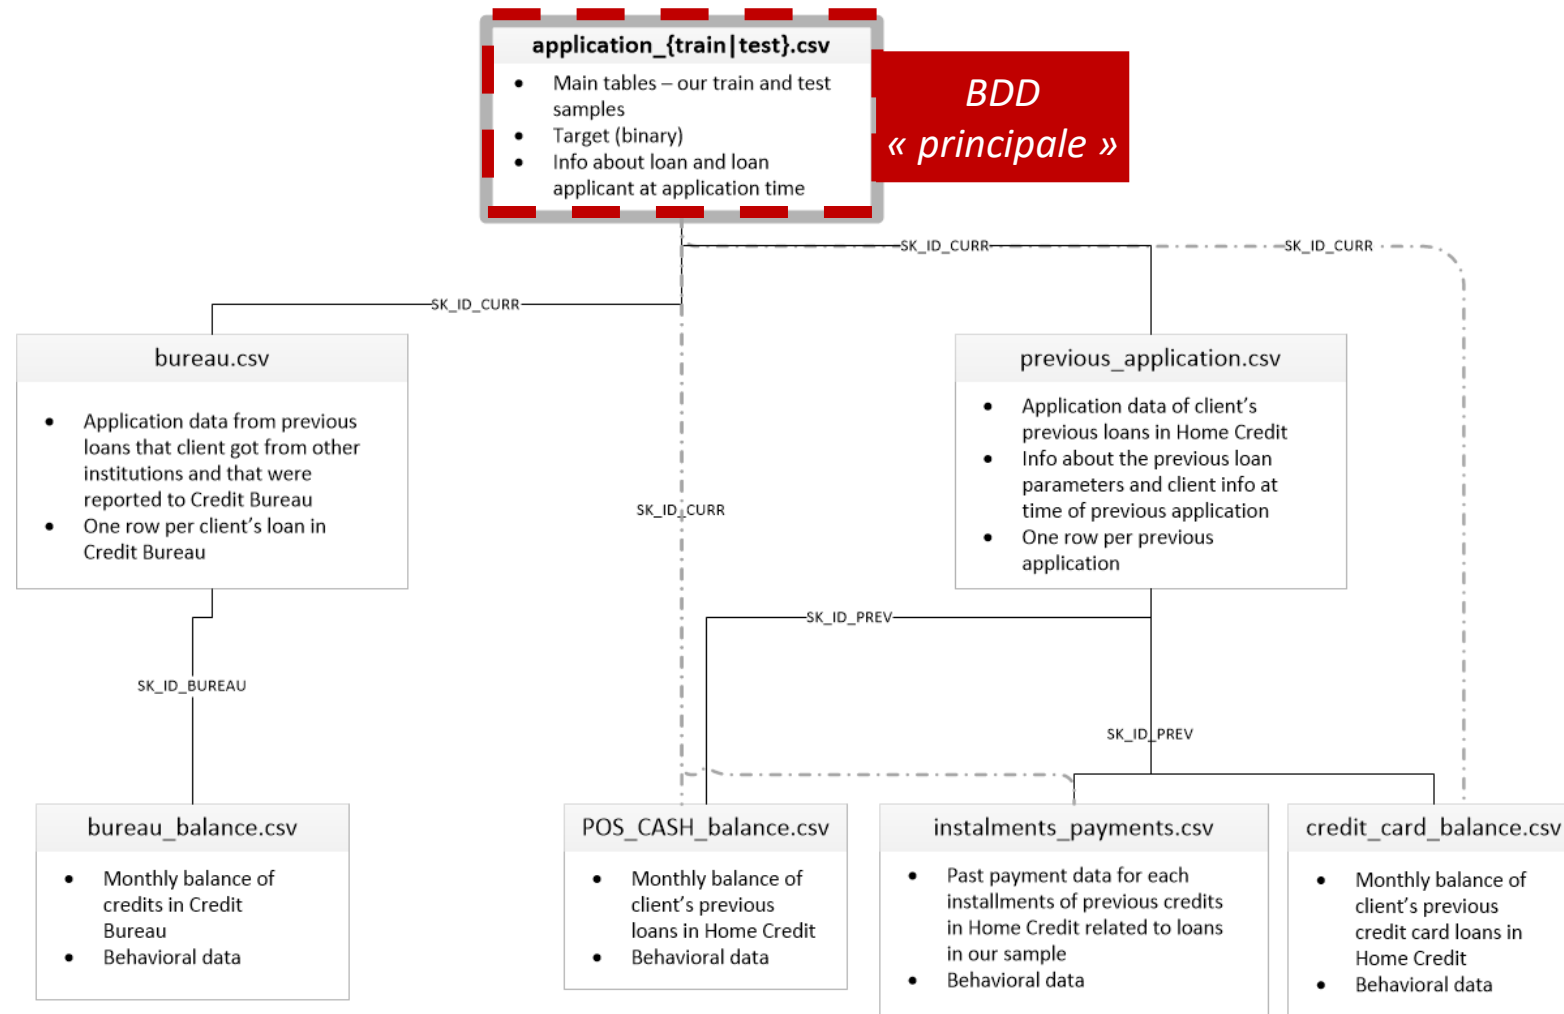 application_{train|test}.csv
• Main tables – our train and test
samples
• Target (binary)
• Info about loan and loan
applicant at application time
BDD
« principale »
SK_ID_CURR
SK_ID_CURR
SK_ID_CURR
bureau.csv
• Application data from previous
loans that client got from other
institutions and that were
reported to Credit Bureau
• One row per client's loan in
Credit Bureau
previous_application.csv
• Application data of client's
previous loans in Home Credit
• Info about the previous loan
parameters and client info at
time of previous application
• One row per previous
application
SK_ID_CURR
SK_ID_PREV
SK_ID_BUREAU
SK_ID_PREV
bureau_balance.csv
• Monthly balance of
credits in Credit
Bureau
• Behavioral data
POS_CASH_balance.csv
• Monthly balance of
client's previous
loans in Home Credit
• Behavioral data
instalments_payments.csv
• Past payment data for each
installments of previous credits
in Home Credit related to loans
in our sample
• Behavioral data
credit_card_balance.csv
• Monthly balance of
client's previous
credit card loans in
Home Credit
• Behavioral data